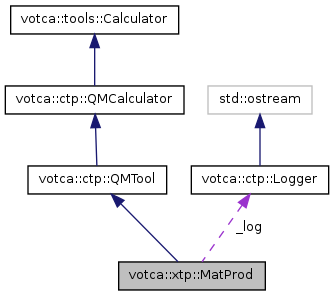 votca::tools::Calculator
votca::ctp::QMCalculator
std::ostream
votca::ctp::QMTool
votca::ctp::Logger
_log
votca::xtp::MatProd